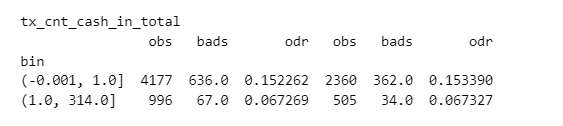 tx_cnt_cash_in_total
obs bads odr obs bads odr
bin
(-0.001, 1.0] 4177 636.0 0.152262 2360 362.0 0.153390
(1.0, 314.0] 996 67.0 0.067269 505 34.0 0.067327